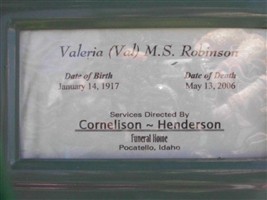 Valeria (Val) M.S. Robinson
Date of Birth Date of Death
January 14, 1917 May 13, 2006
Services Directed By
Cornelison ~ Henderson
Funeral Home
Pocatello, Idaho